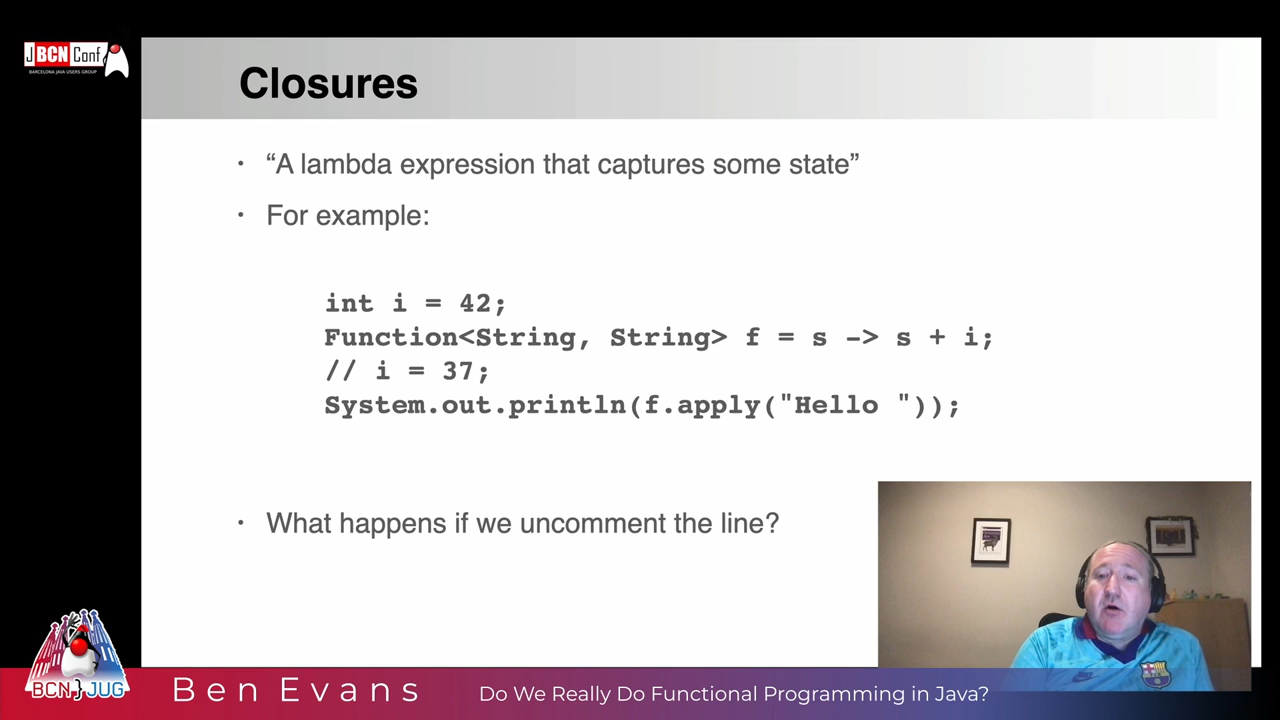 JBCNConf
BARCELONA JAVA USERS GROUP
Closures
• “A lambda expression that captures some state”
• For example:
int i = 42;
Function<String, String> f = s -> s + i;
// i = 37;
System.out.println(f.apply("Hello "));
• What happens if we uncomment the line?
BCN}JUG
Ben Evans
Do We Really Do Functional Programming in Java?